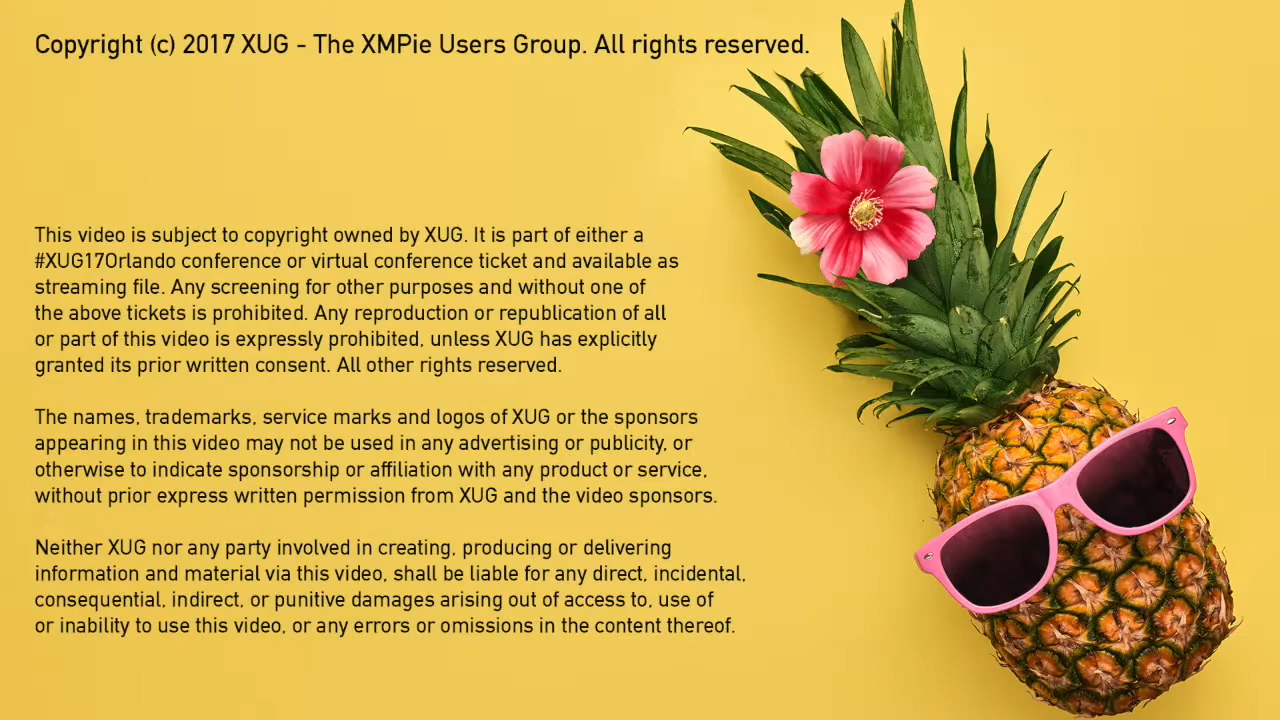 Copyright (c) 2017 XUG - The XMPie Users Group. All rights reserved.
This video is subject to copyright owned by XUG. It is part of either a
#XUG17Orlando conference or virtual conference ticket and available as
streaming file. Any screening for other purposes and without one of
the above tickets is prohibited. Any reproduction or republication of all
or part of this video is expressly prohibited, unless XUG has explicitly
granted its prior written consent. All other rights reserved.
The names, trademarks, service marks and logos of XUG or the sponsors
appearing in this video may not be used in any advertising or publicity, or
otherwise to indicate sponsorship or affiliation with any product or service,
without prior express written permission from XUG and the video sponsors.
Neither XUG nor any party involved in creating, producing or delivering
information and material via this video, shall be liable for any direct, incidental,
consequential, indirect, or punitive damages arising out of access to, use of
or inability to use this video, or any errors or omissions in the content thereof.